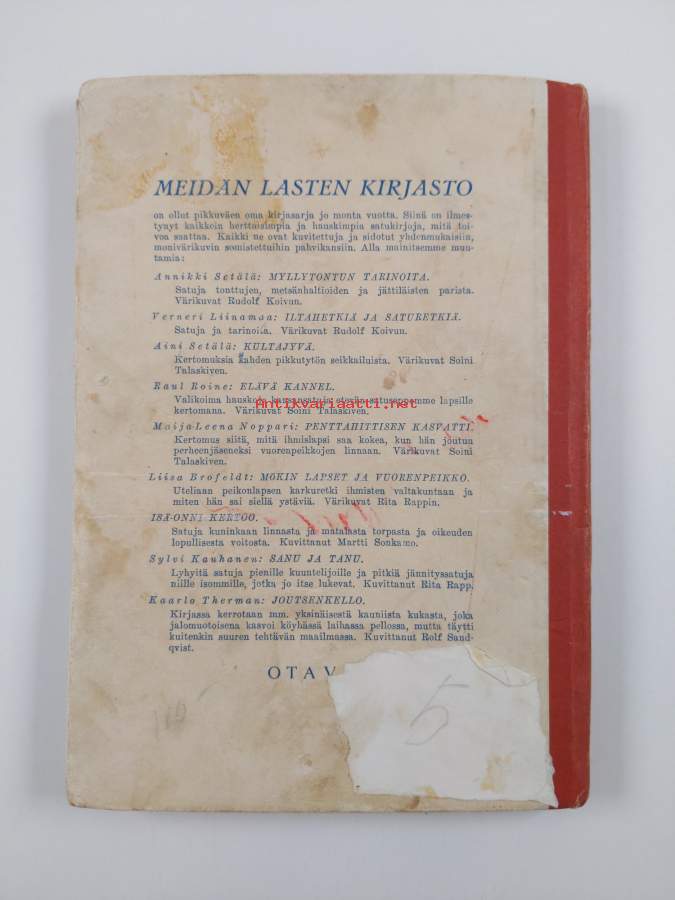 MEIDÄN LASTEN KIRJASTO
on ollut pikkuväen oma kirjasarja jo monta vuotta. Siinä on ilmes-
tynyt kaikkein herttaisimpia ja hauskimpia satukirjoja, mitä toi-
voa saattaa. Kaikki ne ovat kuvitettuja ja sidotut yhdenmukaisiin,
monivärikuvin somistettuihin pahvikansiin. Alla mainitsemme muu-
tamia:
Annikki Setälä: MYLLYTONTUN TARINOITA.
Satuja tonttujen, metsänhaltioiden ja jättiläisten parista.
Värikuvat Rudolf Koivun.
Verneri Liinamaa: ILTAHETKIÄ JA SATURETKIÄ.
Satuja ja tarinoita. Värikuvat Rudolf Koivun.
Aini Setälä: KULTAJYVÄ.
Kertomuksia kahden pikkutytön seikkailuista. Värikuvat Soini
Talaskiven.
Raul Roine: ELÄVÄ KANNEL.
Valikoima hauskoja kansansatuja etevän satusepomme lapsille
kertomana. Värikuvat Soini Talaskiven.
Antikvariaatti.net
Maija-Leena Noppari: PENTTAHITTISEN KASVATTI.
Kertomus siitä, mitä ihmislapsi saa kokea, kun hän joutuu
perheenjäseneksi vuorenpeikkojen linnaan. Värikuvat Soini
Talaskiven.
Liisa Brofeldt: MÖKIN LAPSET JA VUORENPEIKKO.
Uteliaan peikonlapsen karkuretki ihmisten valtakuntaan ja
miten hän sai siellä ystäviä. Värikuvat Rita Rappin.
ISÄ-ONNI KERTOO.
Satuja kuninkaan linnasta ja matalasta torpasta ja oikeuden
lopullisesta voitosta. Kuvittanut Martti Sonkamo.
Sylvi Kauhanen: SANU JA TANU.
Lyhyitä satuja pienille kuuntelijoille ja pitkiä jännityssatuja
niille isommille, jotka jo itse lukevat. Kuvittanut Rita Rapp.
Kaarlo Therman: JOUTSENKELLO.
Kirjassa kerrotaan mm. yksinäisestä kauniista kukasta, joka
jalomuotoisena kasvoi köyhässä laihassa pellossa, mutta täytti
kuitenkin suuren tehtävän maailmassa. Kuvittanut Rolf Sand-
qvist.
OTAV
5